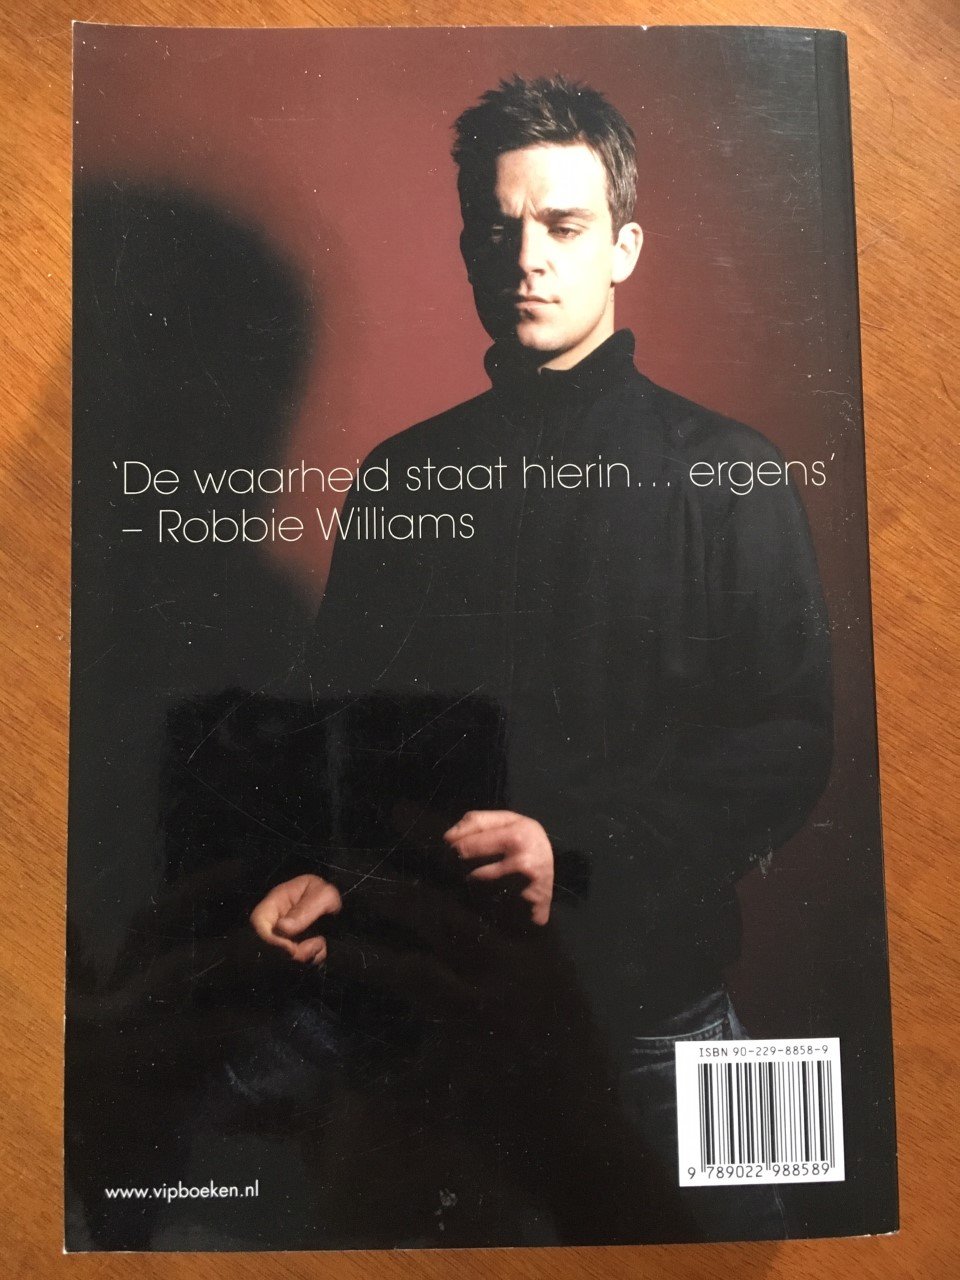 ‘De waarheid staat hierin... ergens’
– Robbie Williams
ISBN 90-229-8858-9
9 789022 988589
www.vipboeken.nl